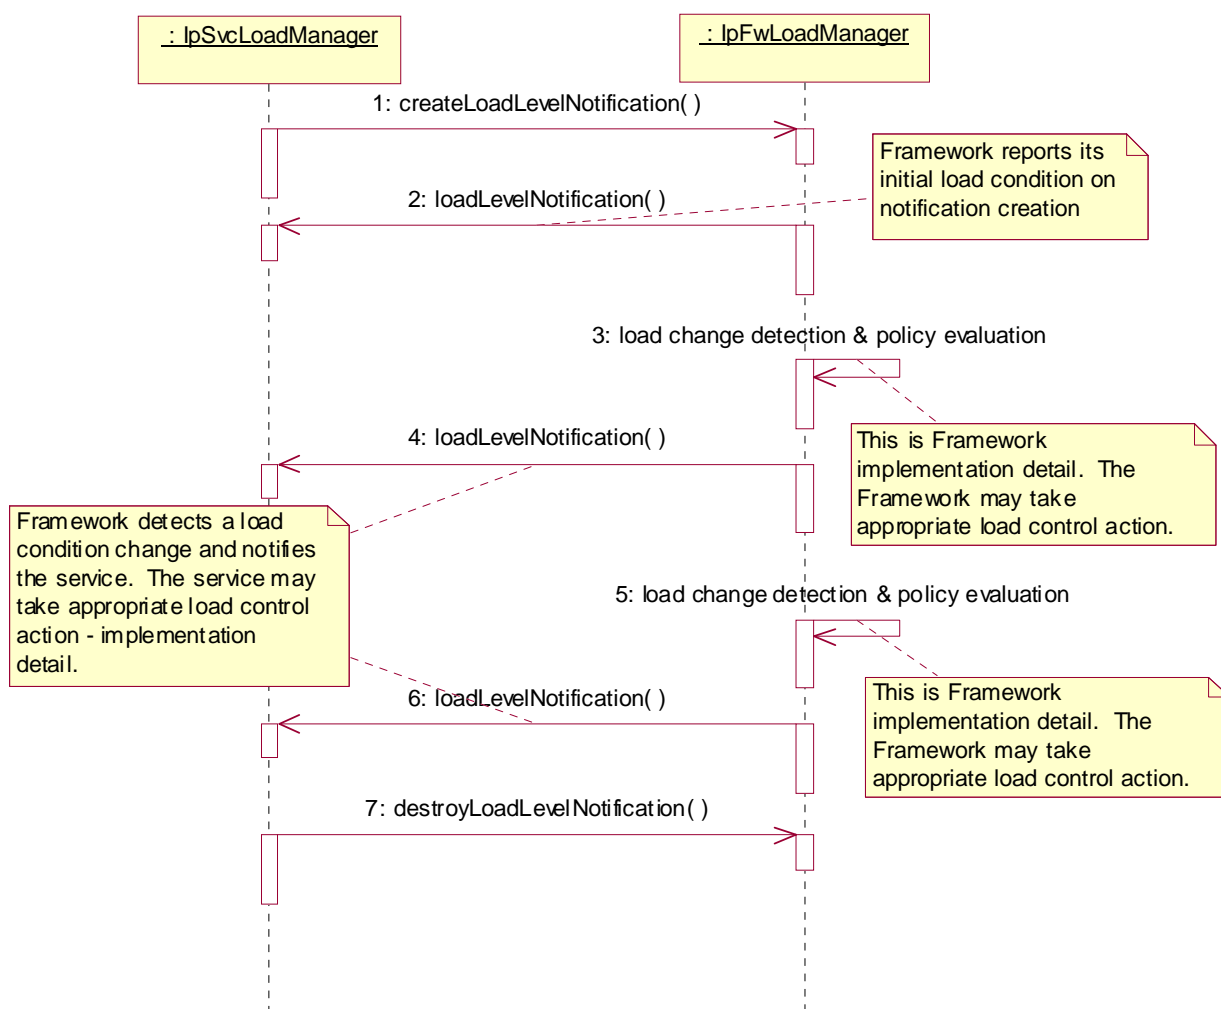 : IpSvcLoadManager
: IpFwLoadManager
1: createLoadLevelNotification( )
Framework reports its
initial load condition on
notification creation
2: loadLevelNotification( )
3: load change detection & policy evaluation
This is Framework
implementation detail.  The
Framework may take
appropriate load control action.
4: loadLevelNotification( )
Framework detects a load
condition change and notifies
the service.  The service may
take appropriate load control
action - implementation
detail.
5: load change detection & policy evaluation
This is Framework
implementation detail.  The
Framework may take
appropriate load control action.
6: loadLevelNotification( )
7: destroyLoadLevelNotification( )